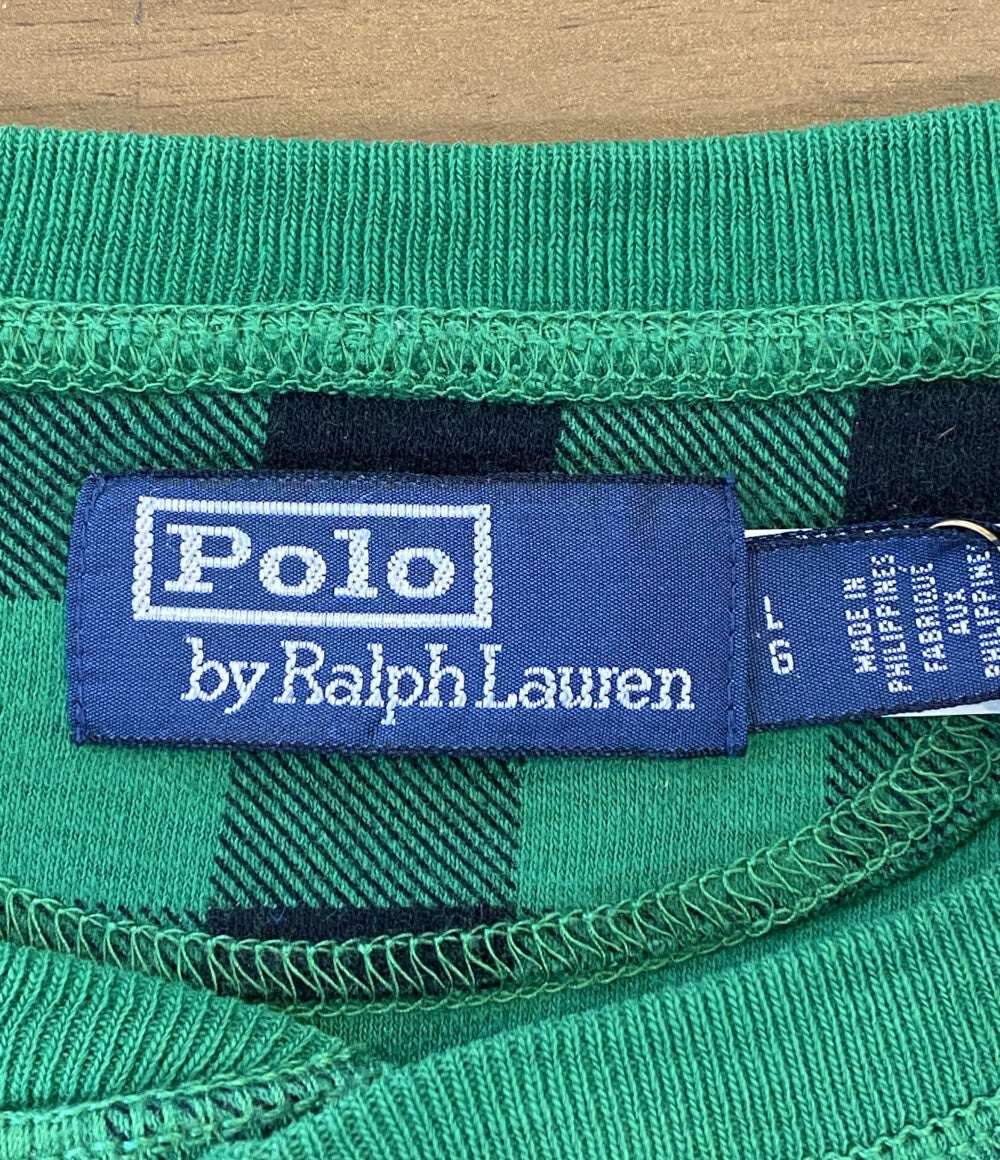 Polo
by Ralph Lauren
G L
MADE IN
PHILIPPINES
FABRIQUE
AUX
PHILIPPINES